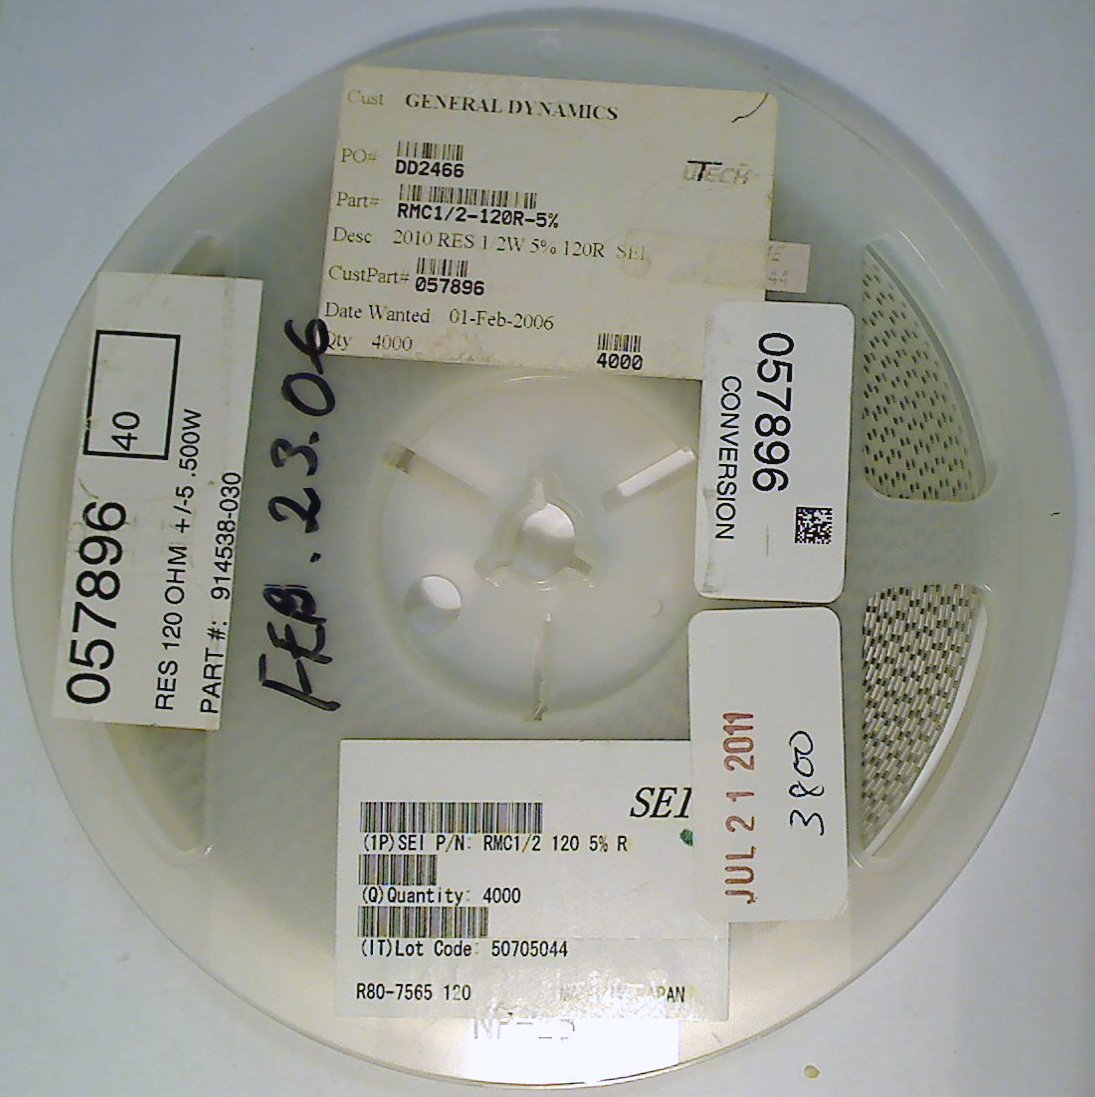 Cust GENERAL DYNAMICS
PO# DD2466
UTECH
Part# RMC1/2-120R-5%
Desc 2010 RES 1/2W 5% 120R SEI
CustPart# 057896
Date Wanted 01-Feb-2006
Qty 4000
4000
40
057896
RES 120 OHM +/-5 .500W
PART #: 914538-030
FEB.23.06
057896
CONVERSION
JUL 21 2011
3800
SEI
(1P)SEI P/N: RMC1/2 120 5% R
(Q)Quantity: 4000
(1T)Lot Code: 50705044
R80-7565 120